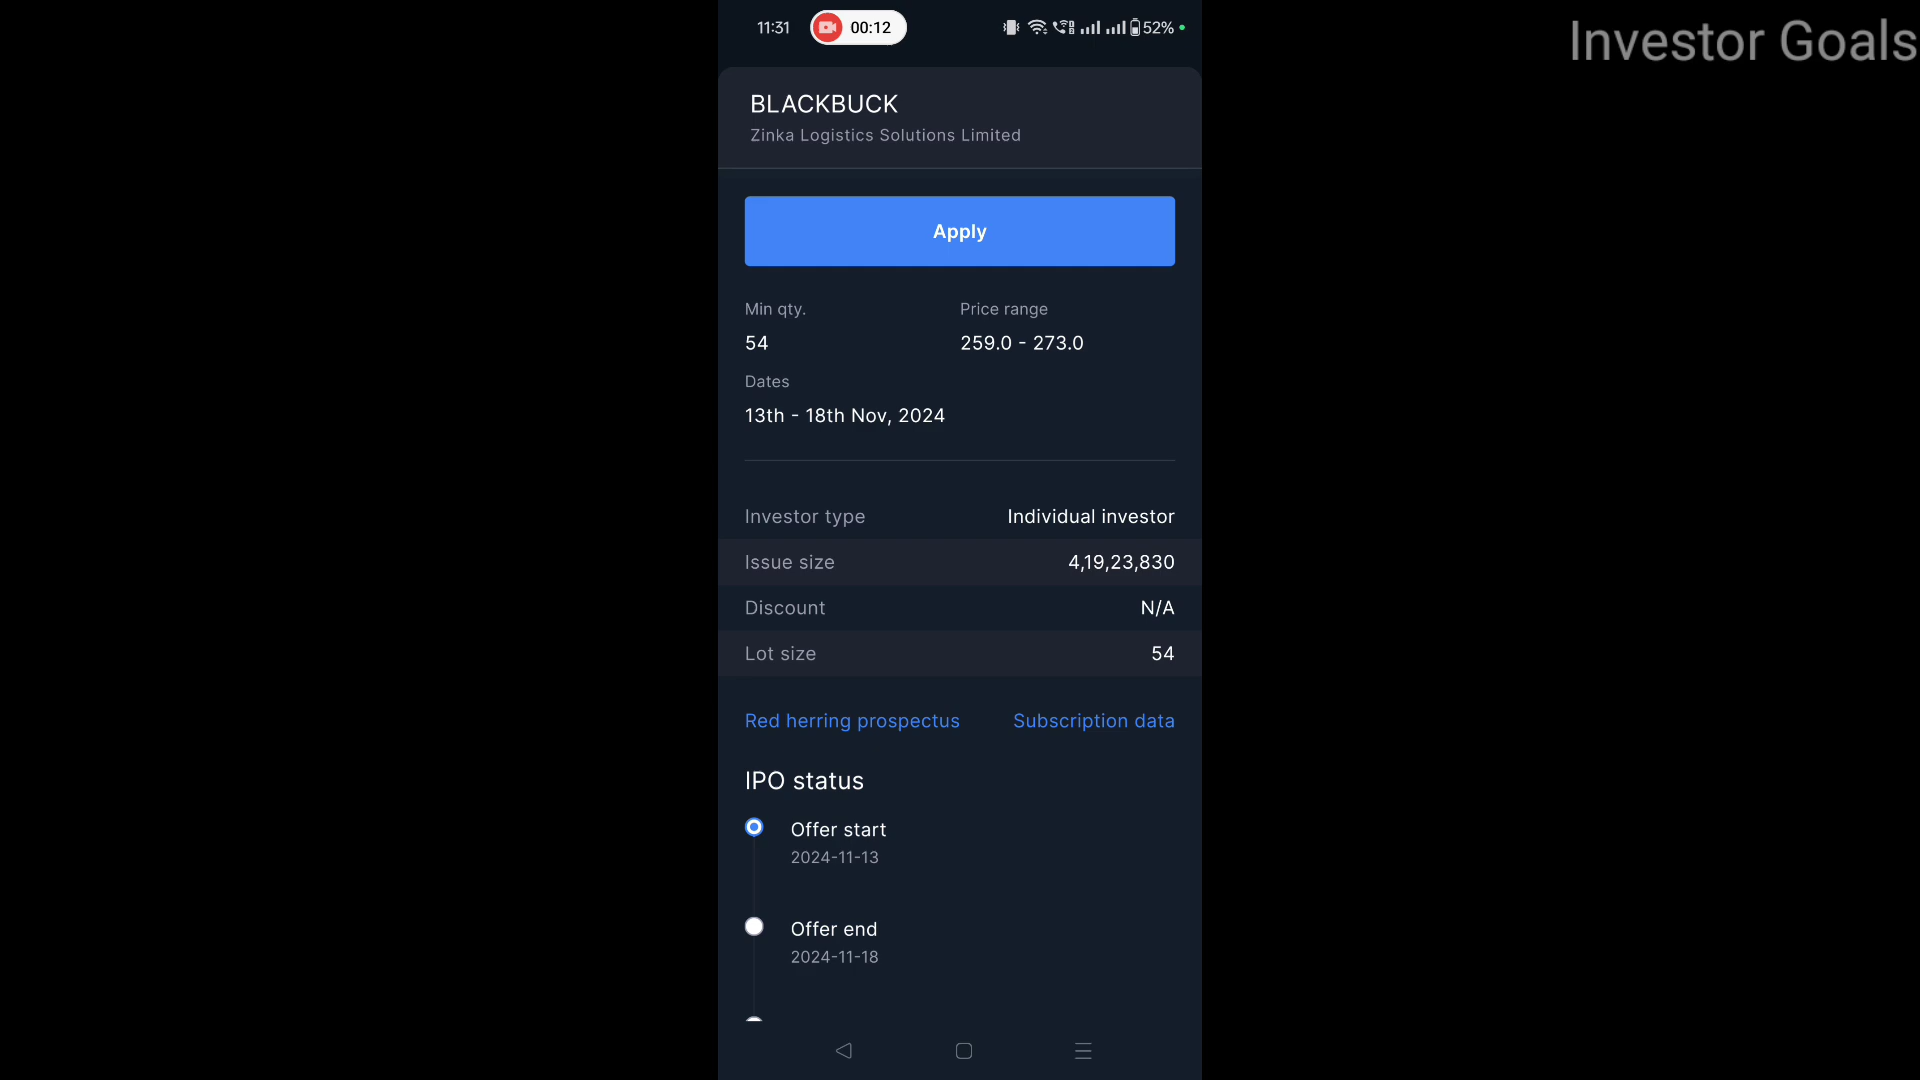 11:31
00:12
52%
Investor Goals
BLACKBUCK
Zinka Logistics Solutions Limited
Apply
Min qty.
Price range
54
259.0 - 273.0
Dates
13th - 18th Nov, 2024
Investor type
Individual investor
Issue size
4,19,23,830
Discount
N/A
Lot size
54
Red herring prospectus
Subscription data
IPO status
Offer start
2024-11-13
Offer end
2024-11-18